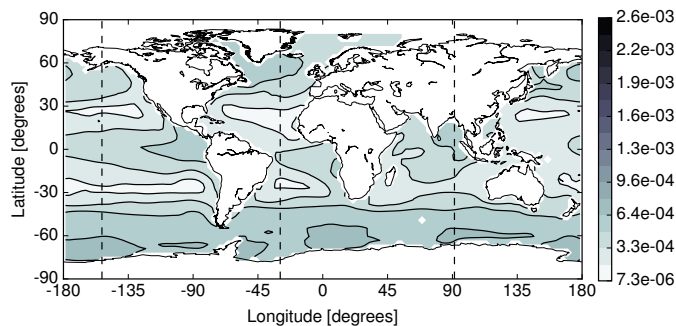 90
60
30
0
-30
-60
-90
Latitude [degrees]
-180 -135 -90 -45 0 45 90 135 180
Longitude [degrees]
2.6e-03
2.2e-03
1.9e-03
1.6e-03
1.3e-03
9.6e-04
6.4e-04
3.3e-04
7.3e-06